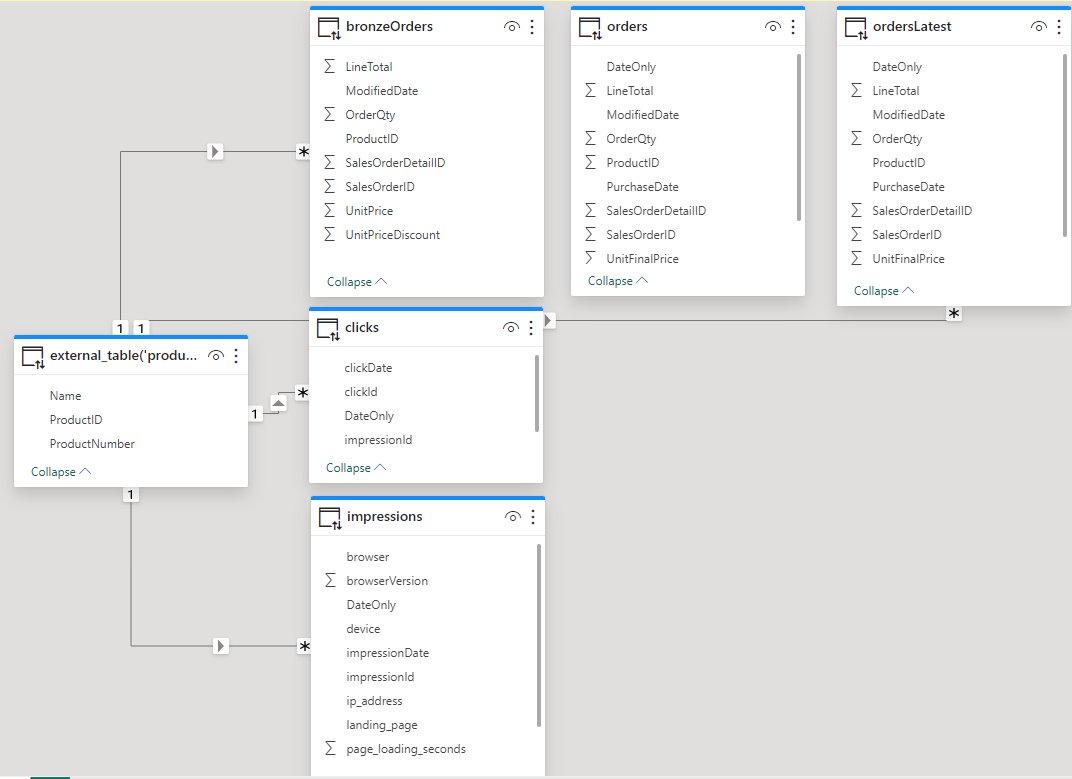 bronzeOrders
LineTotal
ModifiedDate
OrderQty
ProductID
SalesOrderDetailID
SalesOrderID
UnitPrice
UnitPriceDiscount
Collapse
orders
DateOnly
LineTotal
ModifiedDate
OrderQty
ProductID
PurchaseDate
SalesOrderDetailID
SalesOrderID
UnitFinalPrice
Collapse
ordersLatest
DateOnly
LineTotal
ModifiedDate
OrderQty
ProductID
PurchaseDate
SalesOrderDetailID
SalesOrderID
UnitFinalPrice
Collapse
*
1 1
*
external_table('produ...
Name
ProductID
ProductNumber
Collapse
1
1
*
clicks
clickDate
clickId
DateOnly
impressionId
Collapse
*
impressions
browser
browserVersion
DateOnly
device
impressionDate
impressionId
ip_address
landing_page
page_loading_seconds
*